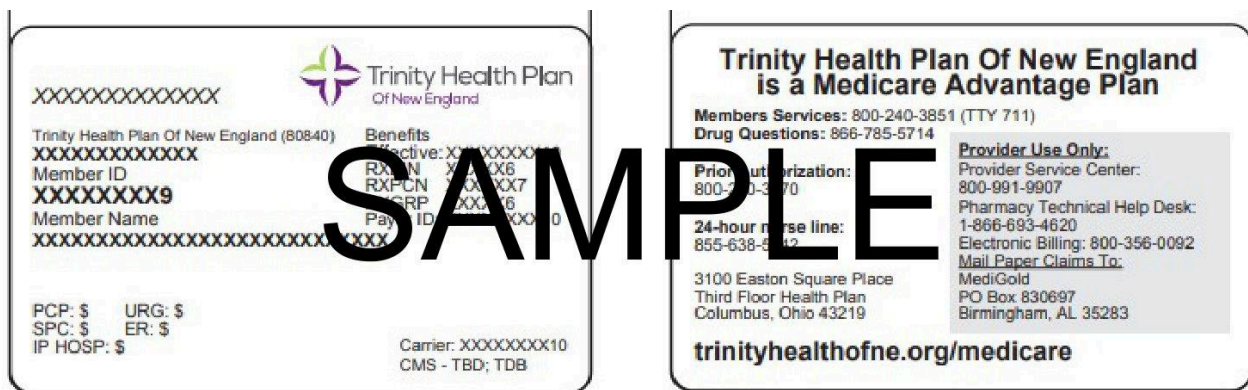 Trinity Health Plan
Of New England
XXXXXXXXXXXXX
Trinity Health Plan Of New England (80840)
XXXXXXXXXXXXX
Member ID
XXXXXXXX9
Member Name
XXXXXXXXXXXXXXXXXXXXXXXXXXXX
Benefits
PCP: $ URG: $
SPC: $ ER: $
IP HOSP: $
Carrier: XXXXXXXX10
CMS - TBD; TDB
SAMPLE
Trinity Health Plan Of New England
is a Medicare Advantage Plan
Members Services: 800-240-3851 (TTY 711)
Drug Questions: 866-785-5714
24-hour nurse line:
3100 Easton Square Place
Third Floor Health Plan
Columbus, Ohio 43219
Provider Use Only:
Provider Service Center:
800-991-9907
Pharmacy Technical Help Desk:
1-866-693-4620
Electronic Billing: 800-356-0092
Mail Paper Claims To:
MediGold
PO Box 830697
Birmingham, AL 35283
trinityhealthofne.org/medicare